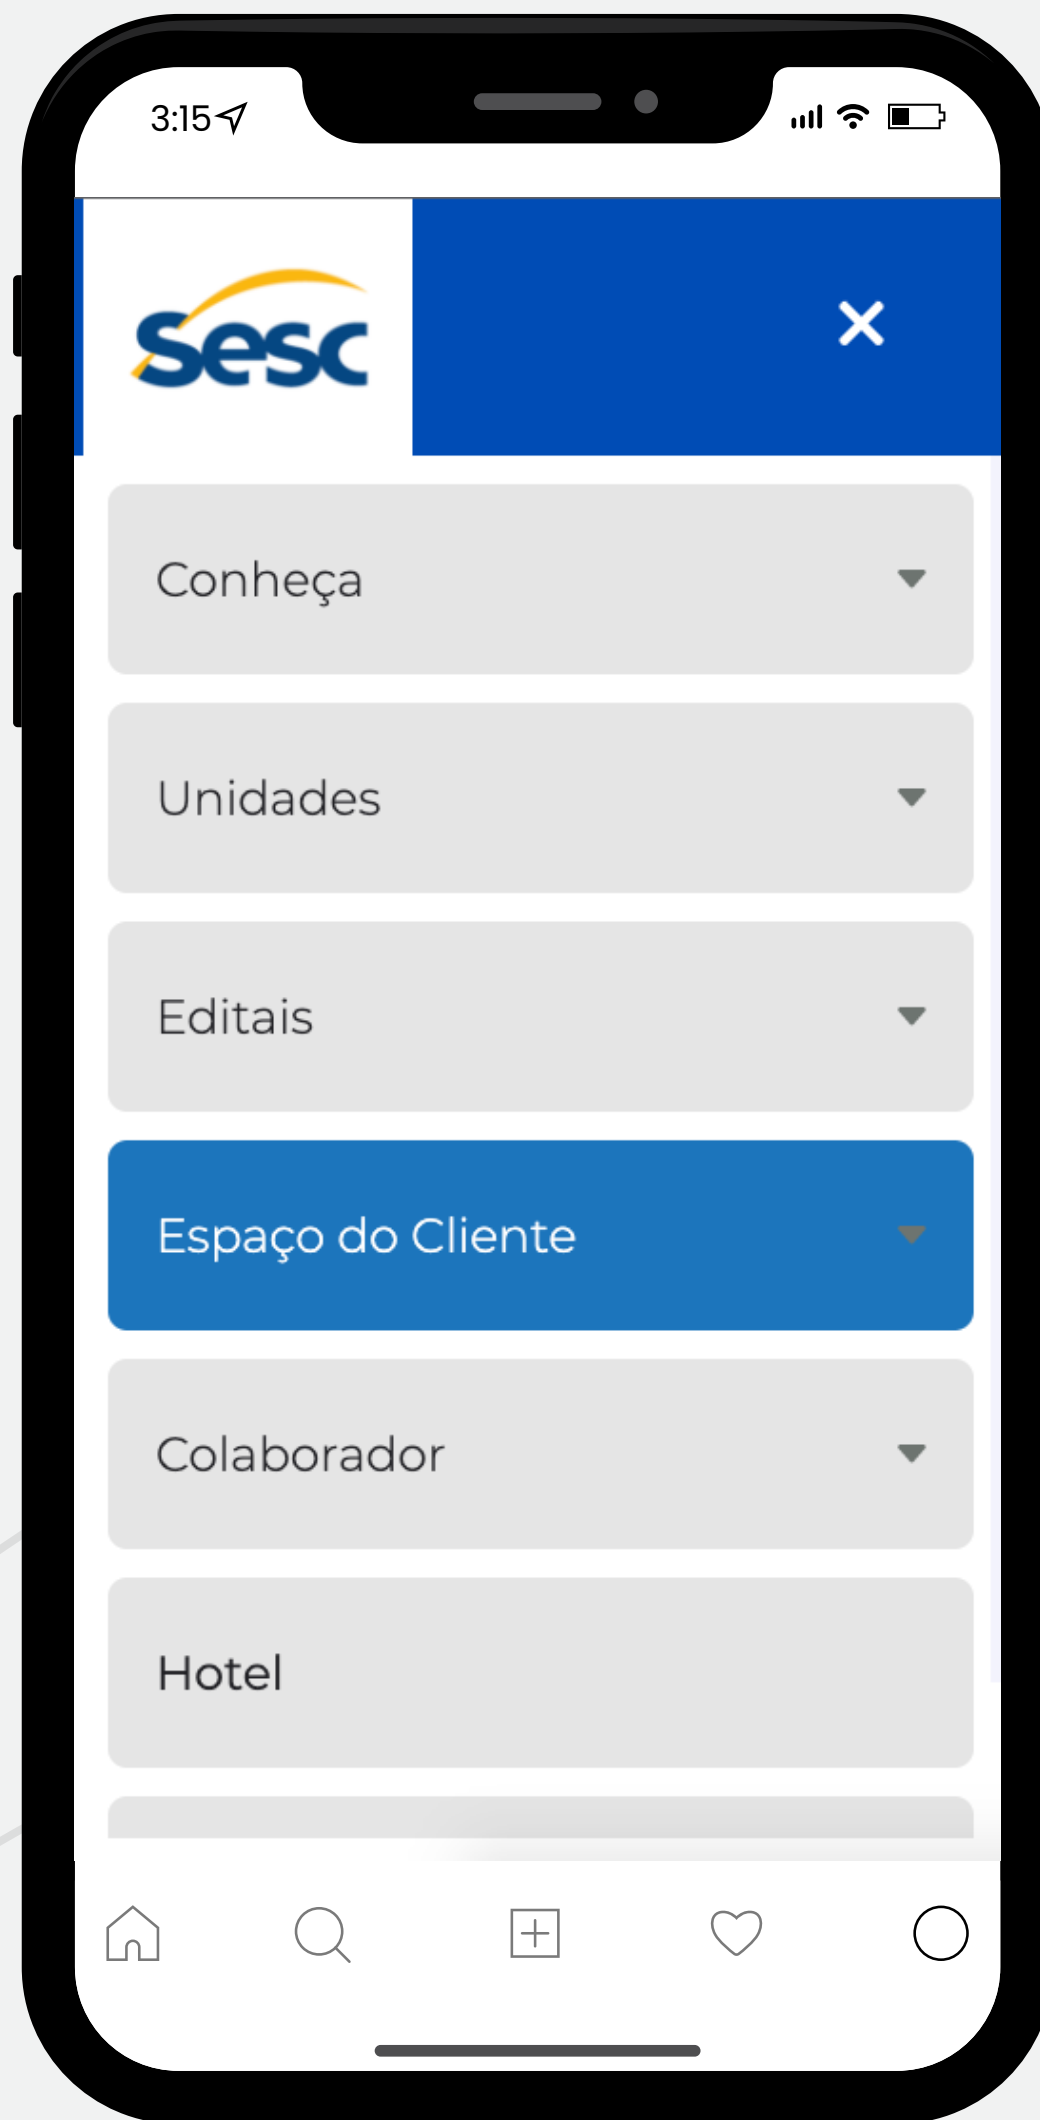 3:15
Sesc
Conheça
Unidades
Editais
Espaço do Cliente
Colaborador
Hotel